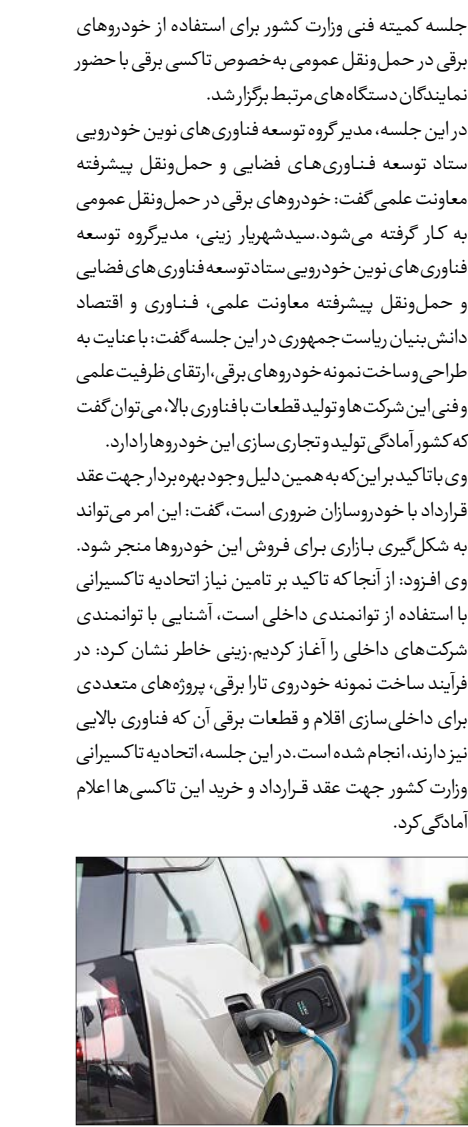 جلسه کمیته فنی وزارت کشور برای استفاده از خودروهای
برقی در حمل‌ونقل عمومی به‌خصوص تاکسی برقی با حضور
نمایندگان دستگاه‌های مرتبط برگزار شد.
در این جلسه، مدیر گروه توسعه فناوری‌های نوین خودرویی
ستاد توسعه فناوری‌های فضایی و حمل‌ونقل پیشرفته
معاونت علمی گفت: خودروهای برقی در حمل‌ونقل عمومی
به کار گرفته می‌شود.سیدشهریار زینی، مدیرگروه توسعه
فناوری‌های نوین خودرویی ستاد توسعه فناوری‌های فضایی
و حمل‌ونقل پیشرفته معاونت علمی، فناوری و اقتصاد
دانش‌بنیان ریاست‌جمهوری در این جلسه گفت: با عنایت به
طراحی و ساخت نمونه خودروهای برقی، ارتقای ظرفیت علمی
و فنی این شرکت‌ها و تولید قطعات با فناوری بالا، می‌توان گفت
که کشور آمادگی تولید و تجاری‌سازی این خودروها را دارد.
وی با تاکید بر این‌که به همین دلیل وجود بهره‌بردار جهت عقد
قرارداد با خودروسازان ضروری است، گفت: این امر می‌تواند
به شکل‌گیری بازاری برای فروش این خودروها منجر شود.
وی افزود: از آنجا که تاکید بر تامین نیاز اتحادیه تاکسیرانی
با استفاده از توانمندی داخلی است، آشنایی با توانمندی
شرکت‌های داخلی را آغاز کردیم.زینی خاطر نشان کرد: در
فرآیند ساخت نمونه خودروی تارا برقی، پروژه‌های متعددی
برای داخلی‌سازی اقلام و قطعات برقی آن که فناوری بالایی
نیز دارند، انجام شده است.در این جلسه، اتحادیه تاکسیرانی
وزارت کشور جهت عقد قرارداد و خرید این تاکسی‌ها اعلام
آمادگی کرد.